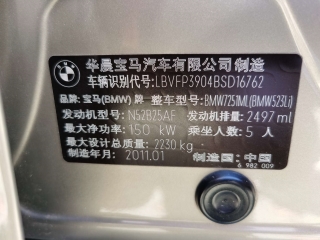 华晨宝马汽车有限公司制造
车辆识别代号: LBVFP3904BSD16762
品牌: 宝马(BMW) 牌 整车型号: BMW7251ML(BMW523Li)
发动机型号: N52B25AF 发动机排量: 2497 ml
最大净功率: 150 kW 乘坐人数: 5 人
最大设计总质量: 2230 kg
制造年月: 2011.01 制造国: 中国
6 982 009